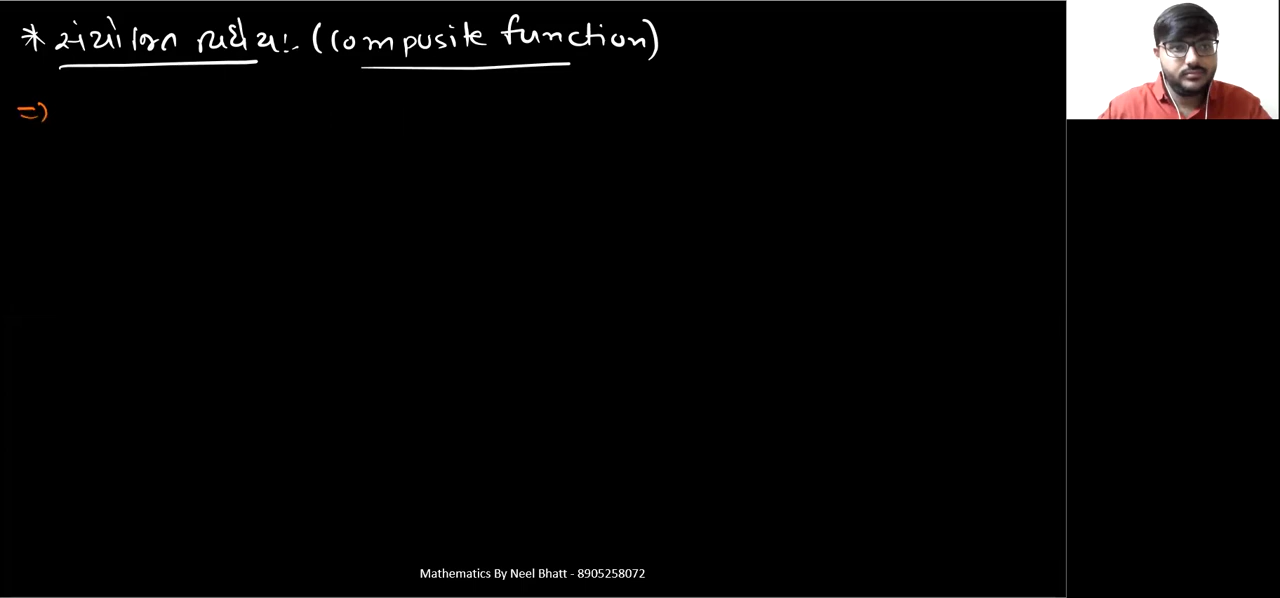 * સંયોજિત વિધેય:- (Composite function)
=>
Mathematics By Neel Bhatt - 8905258072